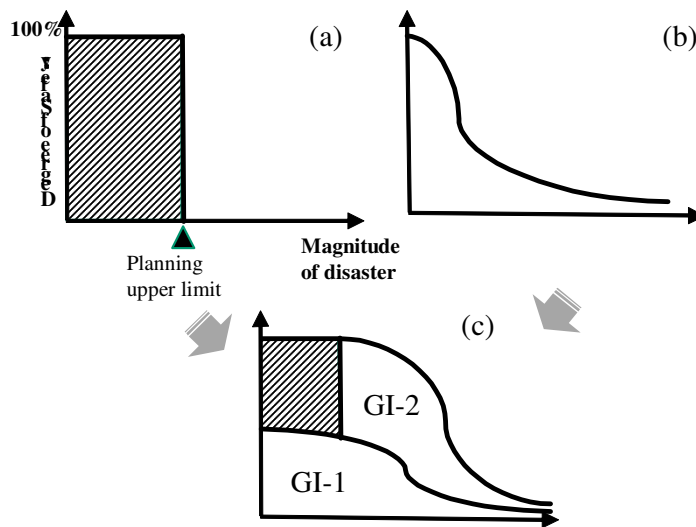 100%
(a)
(b)
Magnitude
of disaster
Planning
upper limit
(c)
GI-2
GI-1